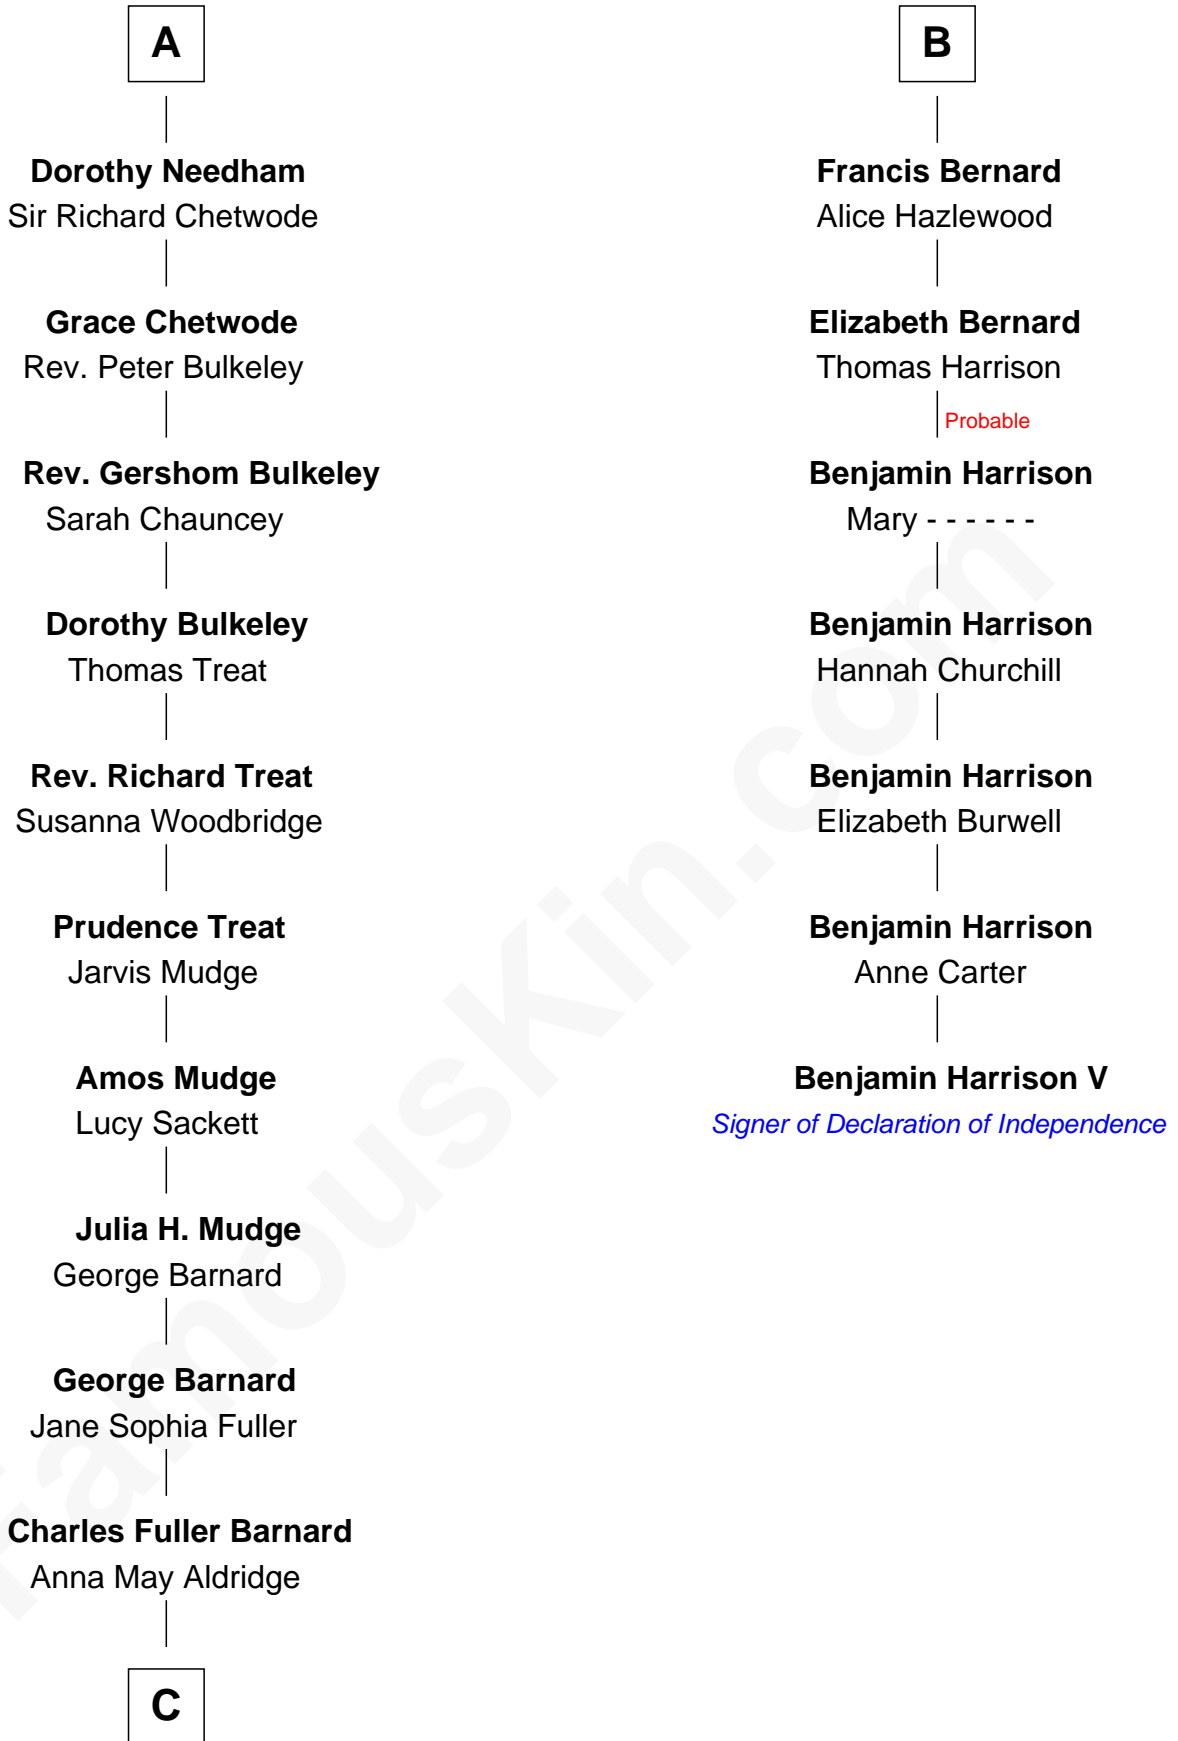 A
Dorothy Needham
Sir Richard Chetwode
Grace Chetwode
Rev. Peter Bulkeley
Rev. Gershom Bulkeley
Sarah Chauncey
Dorothy Bulkeley
Thomas Treat
Rev. Richard Treat
Susanna Woodbridge
Prudence Treat
Jarvis Mudge
Amos Mudge
Lucy Sackett
Julia H. Mudge
George Barnard
George Barnard
Jane Sophia Fuller
Charles Fuller Barnard
Anna May Aldridge
C
B
Francis Bernard
Alice Hazlewood
Elizabeth Bernard
Thomas Harrison
Probable
Benjamin Harrison
Mary - - - - - -
Benjamin Harrison
Hannah Churchill
Benjamin Harrison
Elizabeth Burwell
Benjamin Harrison
Anne Carter
Benjamin Harrison V
Signer of Declaration of Independence
FamousKin.com